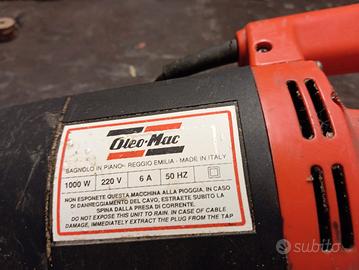 Oleo-Mac
BAGNOLO IN PIANO - REGGIO EMILIA - MADE IN ITALY
1000 W 220 V 6 A 50 HZ
NON ESPONETE QUESTA MACCHINA ALLA PIOGGIA. IN CASO
DI DANNEGGIAMENTO DEL CAVO, ESTRAETE SUBITO LA
SPINA DALLA PRESA DI CORRENTE.
DO NOT EXPOSE THIS UNIT TO RAIN. IN CASE OF CABLE
DAMAGE, IMMEDIATELY EXTRACT THE PLUG FROM THE TAP
subito